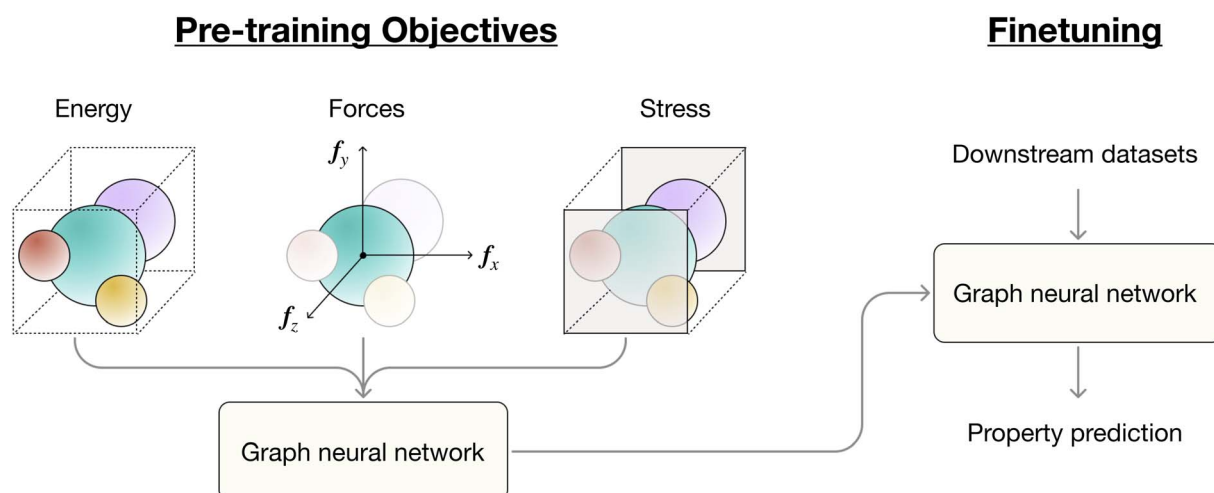 Pre-training Objectives
Finetuning
Energy
Forces
Stress
f_y
f_x
f_z
Downstream datasets
Graph neural network
Graph neural network
Property prediction